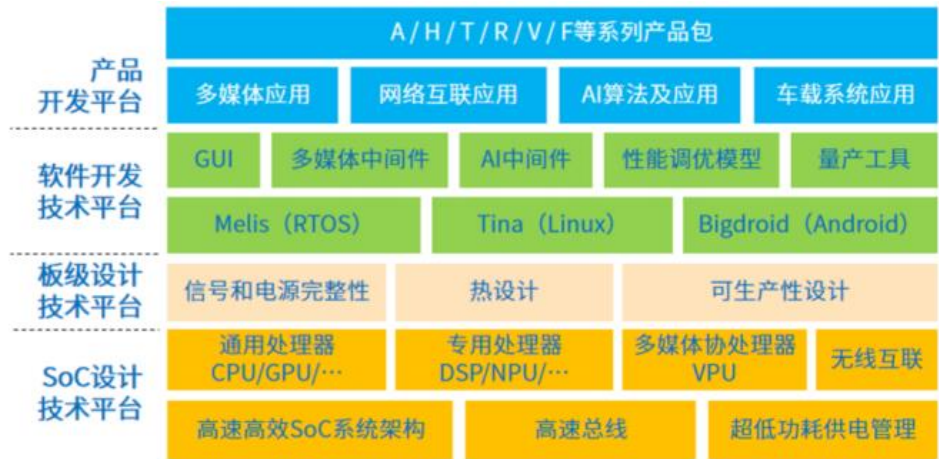 A / H / T / R / V / F等系列产品包
产品
开发平台
多媒体应用
网络互联应用
AI算法及应用
车载系统应用
软件开发
技术平台
GUI
多媒体中间件
AI中间件
性能调优模型
量产工具
Melis（RTOS）
Tina（Linux）
Bigdroid（Android）
板级设计
技术平台
信号和电源完整性
热设计
可生产性设计
SoC设计
技术平台
通用处理器
CPU/GPU/…
专用处理器
DSP/NPU/…
多媒体协处理器
VPU
无线互联
高速高效SoC系统架构
高速总线
超低功耗供电管理